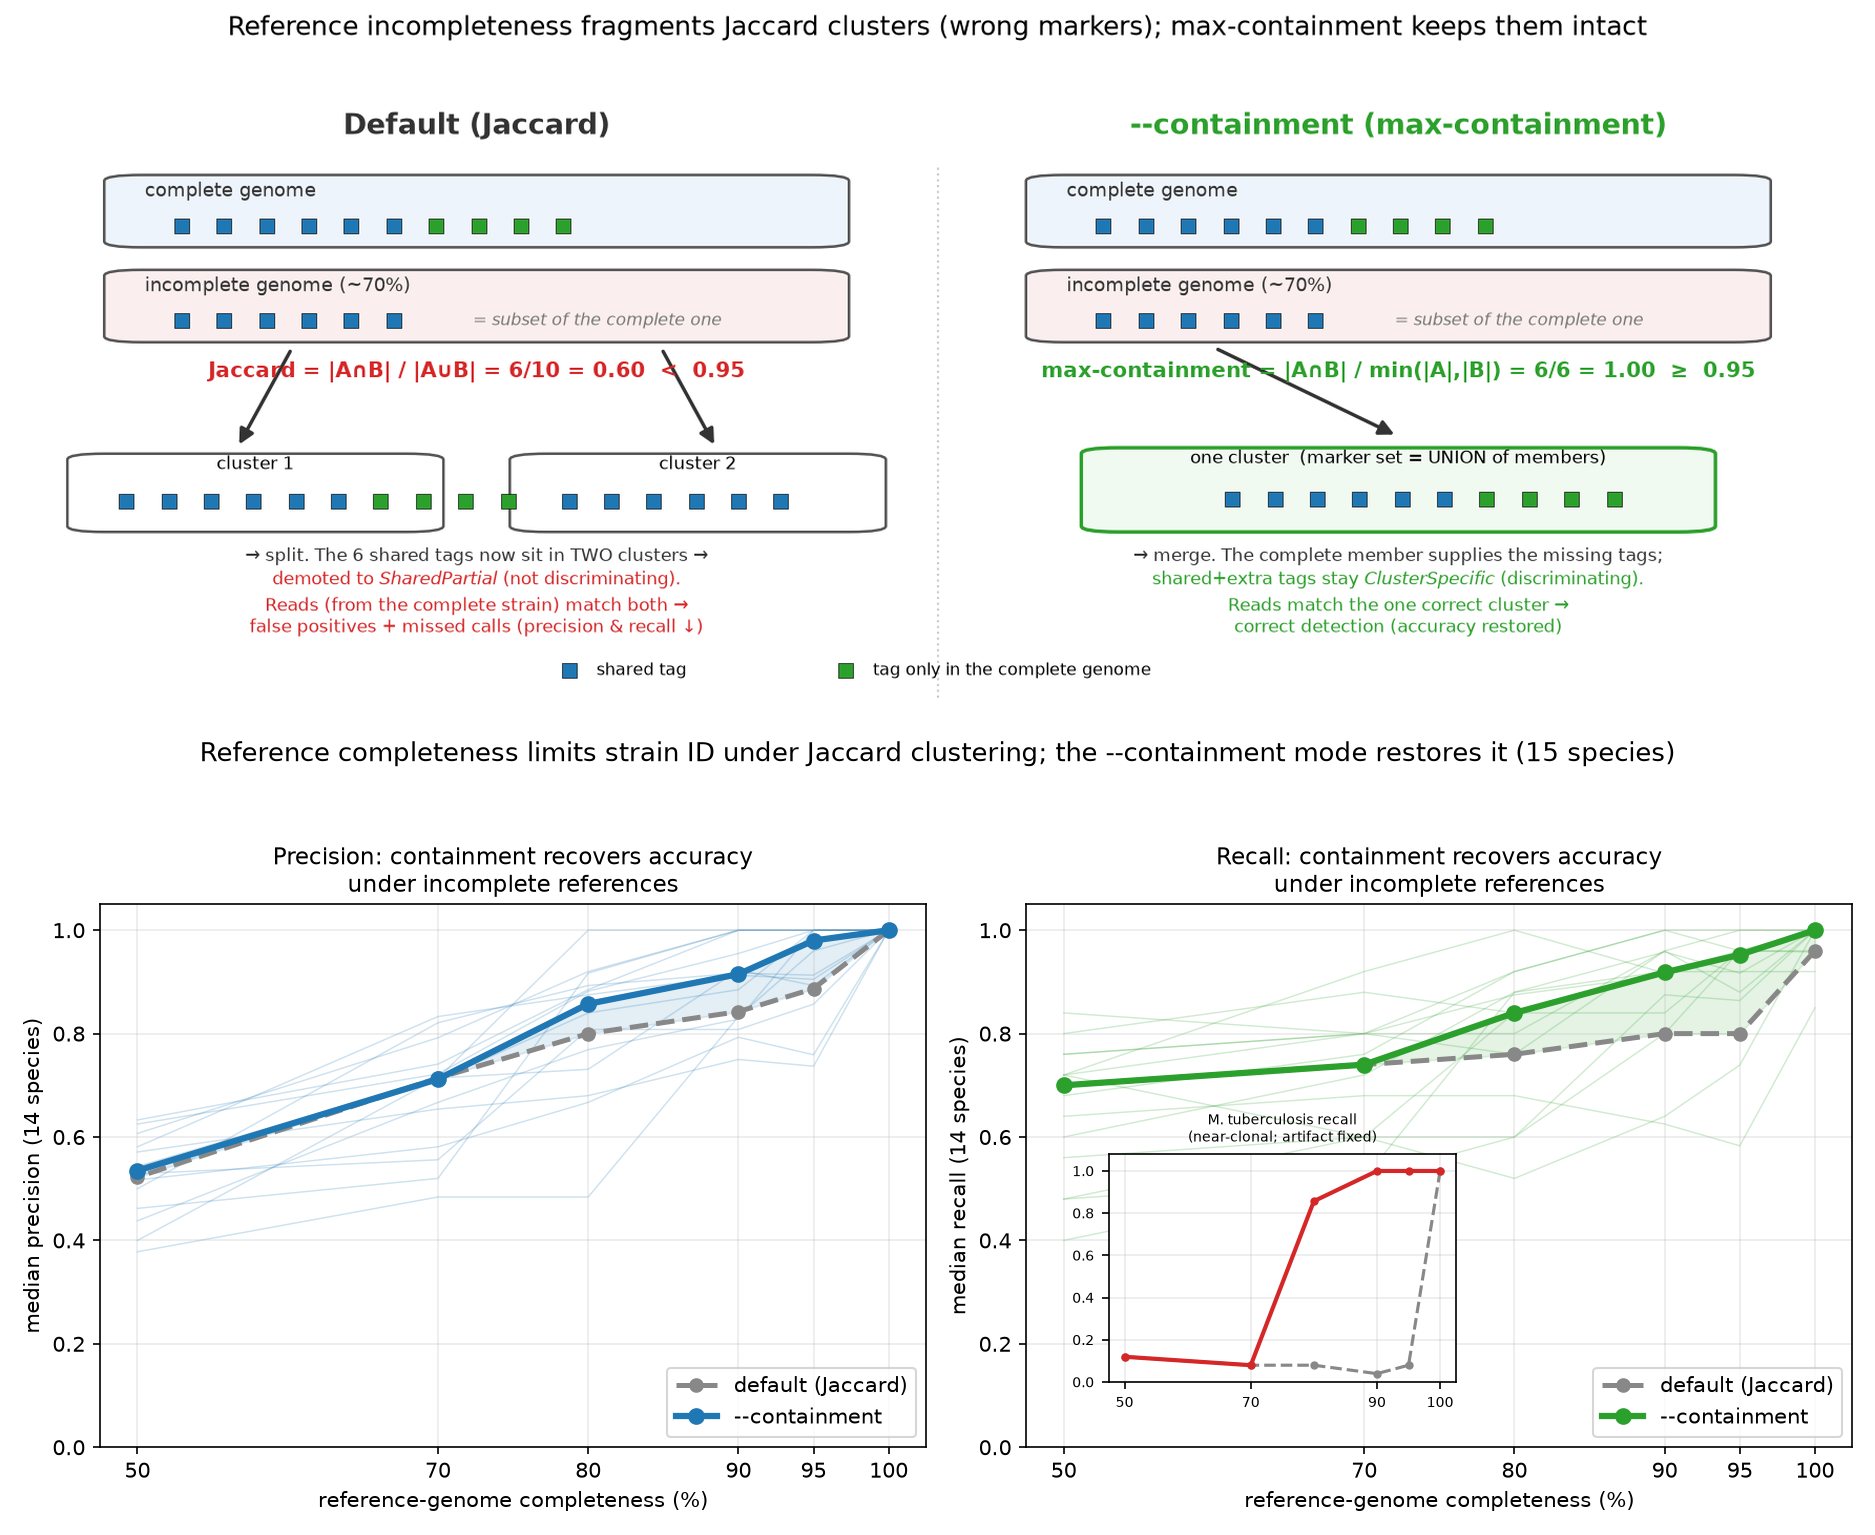 Reference incompleteness fragments Jaccard clusters (wrong markers); max-containment keeps them intact
Default (Jaccard)
complete genome
incomplete genome (~70%)
= subset of the complete one
Jaccard = |A∩B| / |A∪B| = 6/10 = 0.60 < 0.95
cluster 1
cluster 2
→ split. The 6 shared tags now sit in TWO clusters →
demoted to SharedPartial (not discriminating).
Reads (from the complete strain) match both →
false positives + missed calls (precision & recall ↓)
--containment (max-containment)
complete genome
incomplete genome (~70%)
= subset of the complete one
max-containment = |A∩B| / min(|A|,|B|) = 6/6 = 1.00 ≥ 0.95
one cluster (marker set = UNION of members)
→ merge. The complete member supplies the missing tags;
shared+extra tags stay ClusterSpecific (discriminating).
Reads match the one correct cluster →
correct detection (accuracy restored)
shared tag
tag only in the complete genome
Reference completeness limits strain ID under Jaccard clustering; the --containment mode restores it (15 species)
Precision: containment recovers accuracy
under incomplete references
median precision (14 species)
1.0
0.8
0.6
0.4
0.2
0.0
50
70
80
90
95
100
reference-genome completeness (%)
default (Jaccard)
--containment
Recall: containment recovers accuracy
under incomplete references
median recall (14 species)
1.0
0.8
0.6
0.4
0.2
0.0
M. tuberculosis recall
(near-clonal; artifact fixed)
1.0
0.8
0.6
0.4
0.2
0.0
50
70
90
100
default (Jaccard)
--containment
50
70
80
90
95
100
reference-genome completeness (%)